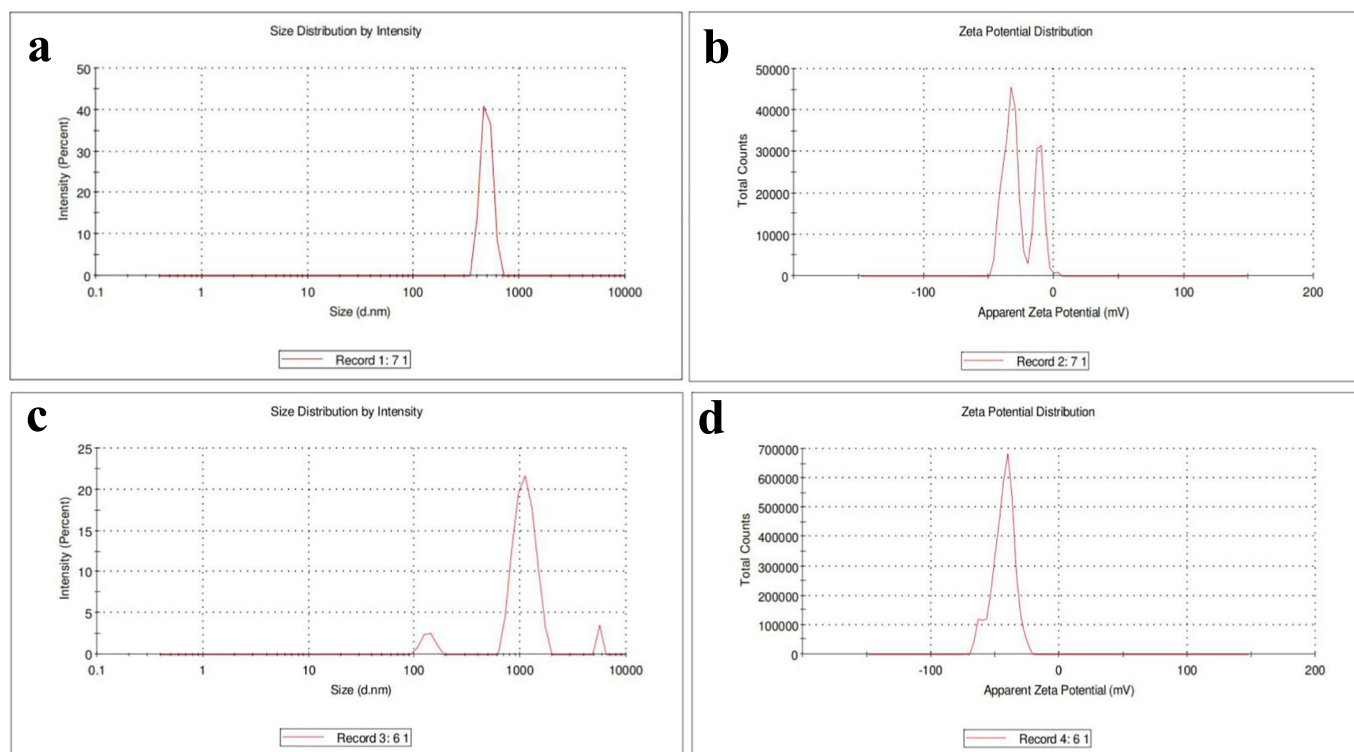 a
Size Distribution by Intensity
50
40
30
20
10
0
Intensity (Percent)
0.1 1 10 100 1000 10000
Size (d.nm)
Record 1: 7 1
b
Zeta Potential Distribution
50000
40000
30000
20000
10000
0
Total Counts
-100 0 100 200
Apparent Zeta Potential (mV)
Record 2: 7 1
c
Size Distribution by Intensity
25
20
15
10
5
0
Intensity (Percent)
0.1 1 10 100 1000 10000
Size (d.nm)
Record 3: 6 1
d
Zeta Potential Distribution
700000
600000
500000
400000
300000
200000
100000
0
Total Counts
-100 0 100 200
Apparent Zeta Potential (mV)
Record 4: 6 1